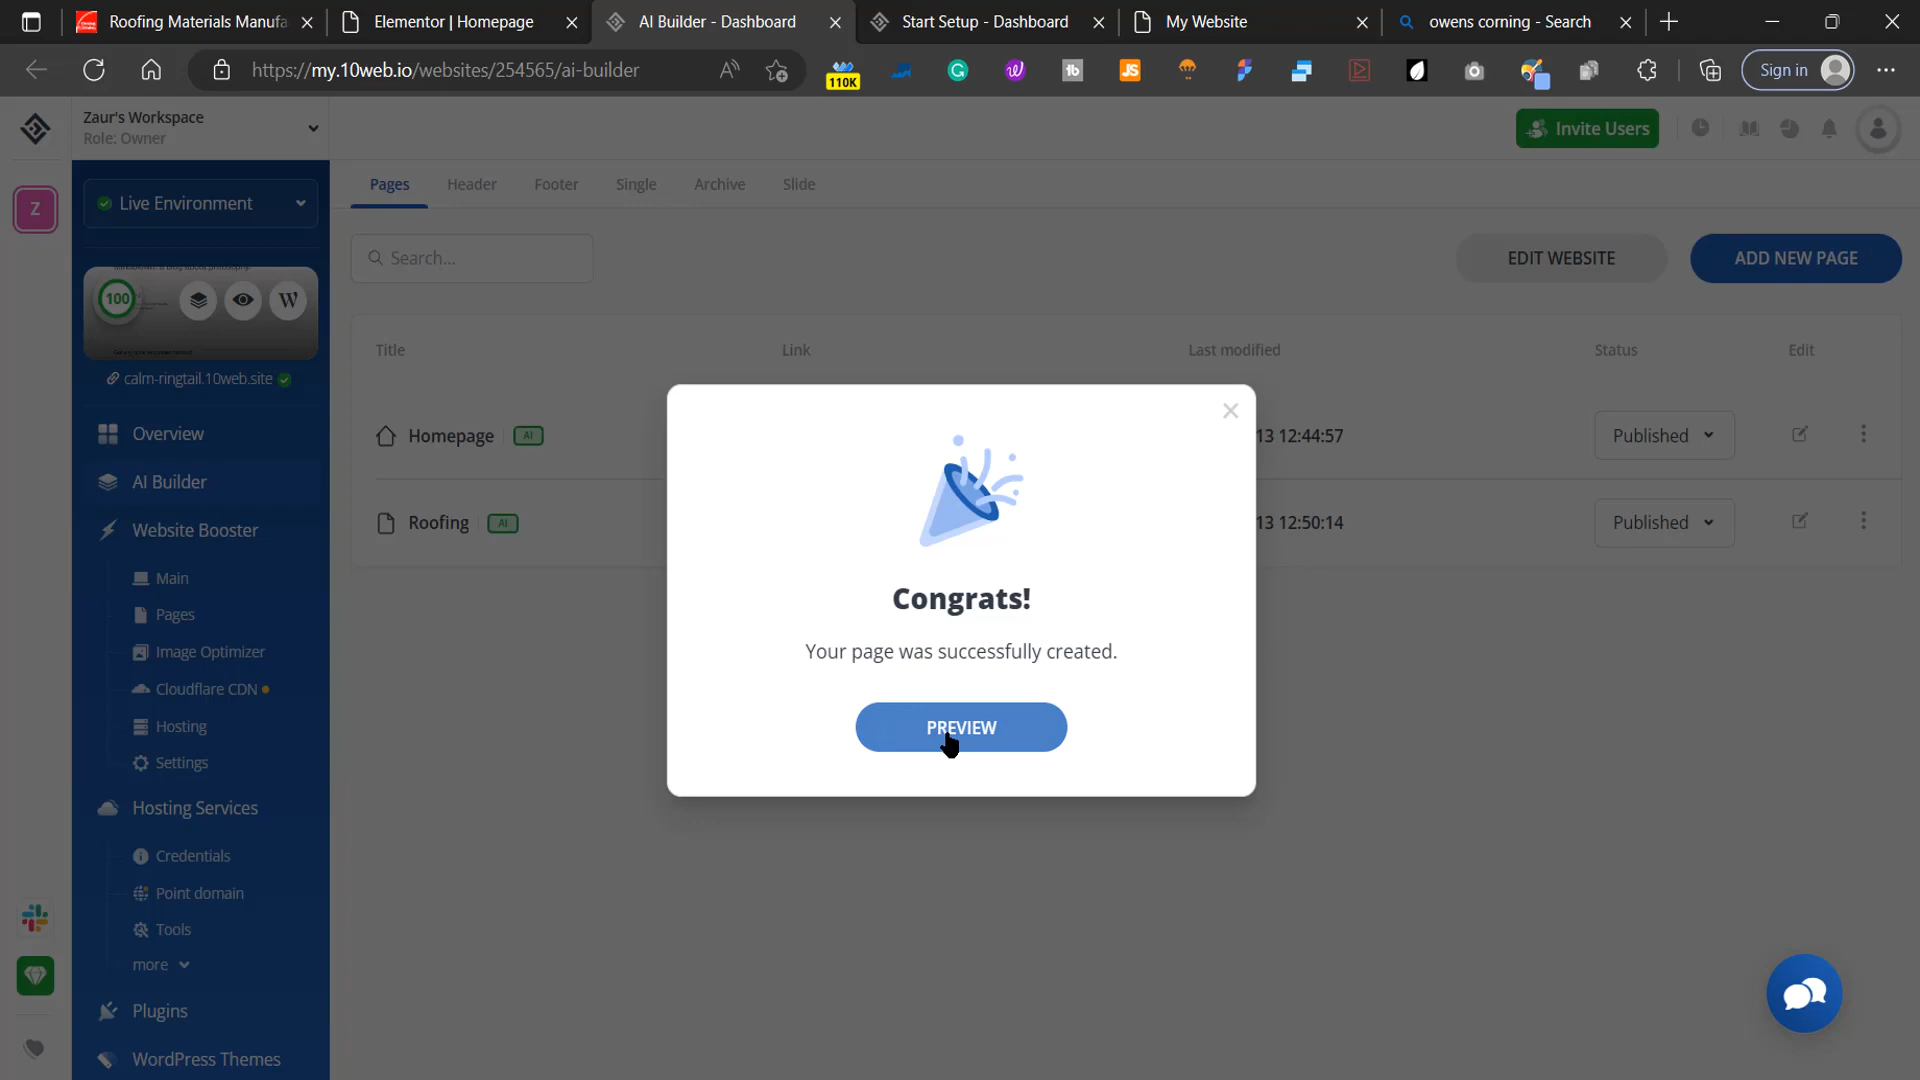 Roofing Materials Manufa
Elementor | Homepage
AI Builder - Dashboard
Start Setup - Dashboard
My Website
owens corning - Search
https://my.10web.io/websites/254565/ai-builder
110K
Sign in
Zaur's Workspace
Role: Owner
Invite Users
Z
Live Environment
100
calm-ringtail.10web.site
Overview
AI Builder
Website Booster
Main
Pages
Image Optimizer
Cloudflare CDN
Hosting
Settings
Hosting Services
Credentials
Point domain
Tools
more
Plugins
WordPress Themes
Pages Header Footer Single Archive Slide
Search...
EDIT WEBSITE
ADD NEW PAGE
Title Link Last modified Status Edit
Homepage AI 13 12:44:57 Published
Roofing AI 13 12:50:14 Published
Congrats!
Your page was successfully created.
PREVIEW